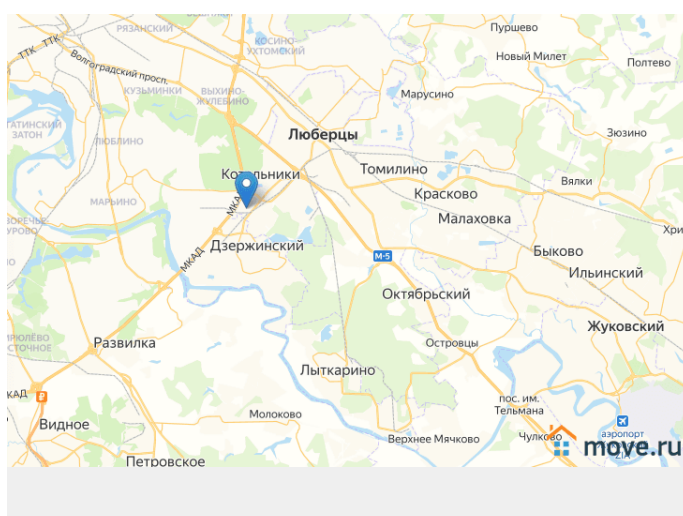 РЯЗАНСКИЙ
Пуршево
ТТК
ТТК
КОСИНО-
УХТОМСКИЙ
Новый Милет
Полтево
Волгоградский просп.
КУЗЬМИНКИ
ВЫХИНО-
ЖУЛЕБИНО
Марусино
ЗАТОН
ЛЮБЛИНО
Люберцы
Зюзино
Томилино
Котельники
Вялки
Красково
МАРЬИНО
МКАД
Малаховка
Дзержинский
МКАД
М-5
Быково
Ильинский
Октябрьский
Жуковский
Развилка
Островцы
Лыткарино
КАД
пос. им.
Тельмана
Молоково
Видное
Верхнее Мячково
Чулково
аэропорт
Петровское
move.ru